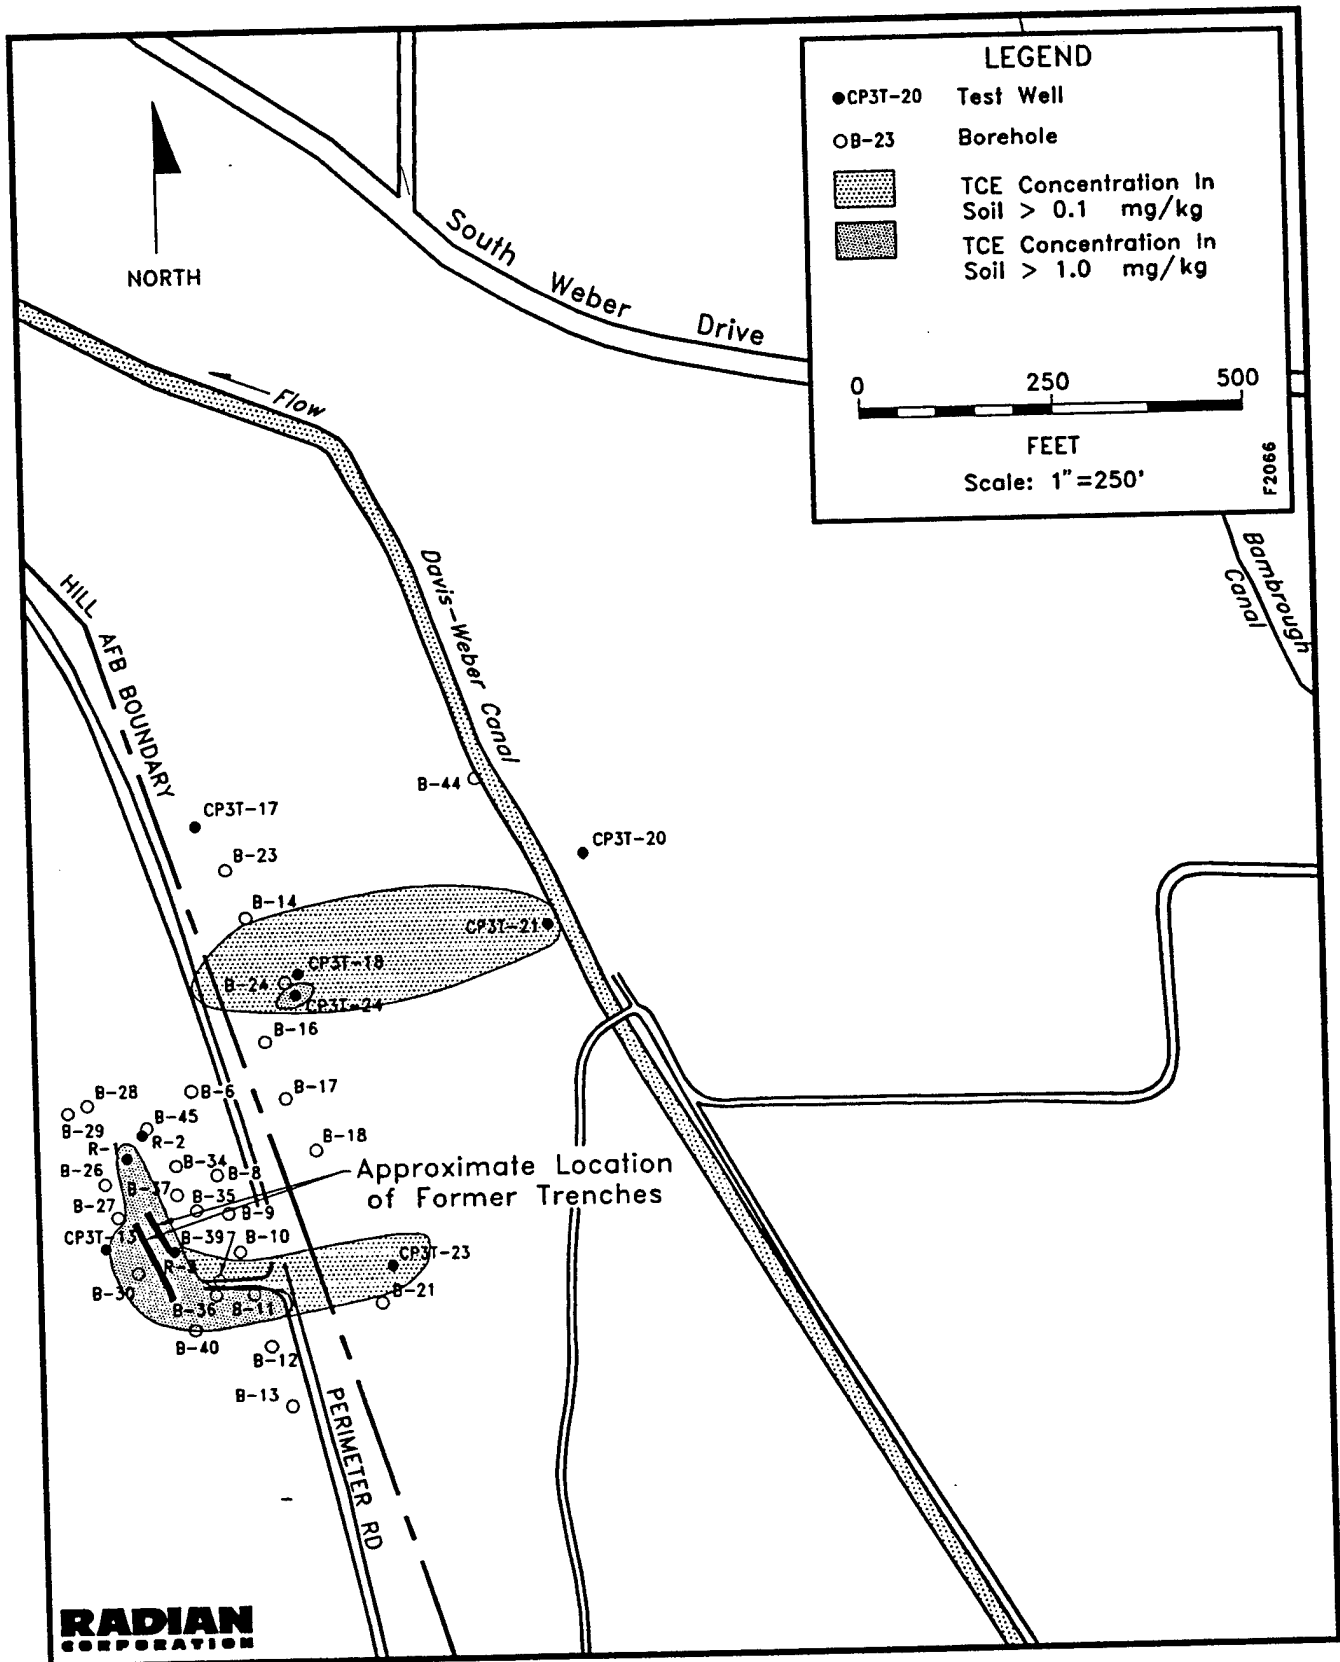 LEGEND
CP3T-20 Test Well
B-23 Borehole
TCE Concentration In
Soil > 0.1 mg/kg
TCE Concentration In
Soil > 1.0 mg/kg
0 250 500
FEET
Scale: 1"=250'
F2066
NORTH
South Weber Drive
Flow
Davis-Weber Canal
Bambrough
Canal
HILL AFB BOUNDARY
B-44
CP3T-17
CP3T-20
B-23
B-14
CP3T-21
CP3T-18
B-24
CP3T-24
B-16
B-28
B-6
B-17
B-29
B-45
R-1
R-2
B-18
B-26
B-34
B-8
Approximate Location
of Former Trenches
B-37
B-35
B-27
B-9
CP3T-13
B-39
B-10
CP3T-23
B-30
B-36
B-11
B-21
B-40
B-12
B-13
PERIMETER RD
RADIAN
CORPORATION